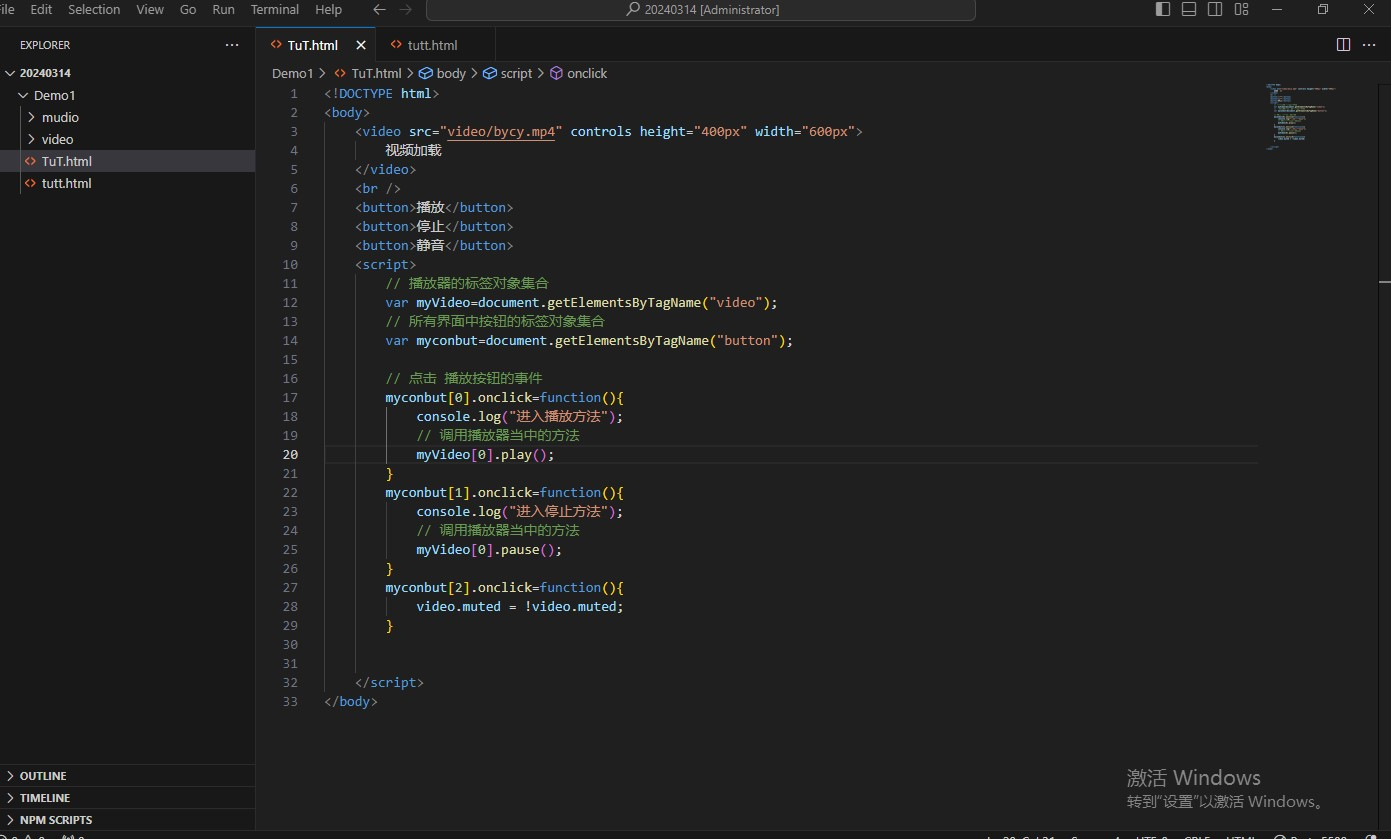 File Edit Selection View Go Run Terminal Help
20240314 [Administrator]
EXPLORER
20240314
Demo1
mudio
video
TuT.html
tutt.html
OUTLINE
TIMELINE
NPM SCRIPTS
TuT.html
tutt.html
Demo1 > TuT.html > body > script > onclick
1 <!DOCTYPE html>
2 <body>
3 <video src="video/bycy.mp4" controls height="400px" width="600px">
4 视频加载
5 </video>
6 <br />
7 <button>播放</button>
8 <button>停止</button>
9 <button>静音</button>
10 <script>
11 // 播放器的标签对象集合
12 var myVideo=document.getElementsByTagName("video");
13 // 所有界面中按钮的标签对象集合
14 var myconbut=document.getElementsByTagName("button");
15
16 // 点击 播放按钮的事件
17 myconbut[0].onclick=function(){
18 console.log("进入播放方法");
19 // 调用播放器当中的方法
20 myVideo[0].play();
21 }
22 myconbut[1].onclick=function(){
23 console.log("进入停止方法");
24 // 调用播放器当中的方法
25 myVideo[0].pause();
26 }
27 myconbut[2].onclick=function(){
28 video.muted = !video.muted;
29 }
30
31
32 </script>
33 </body>
激活 Windows
转到"设置"以激活 Windows。